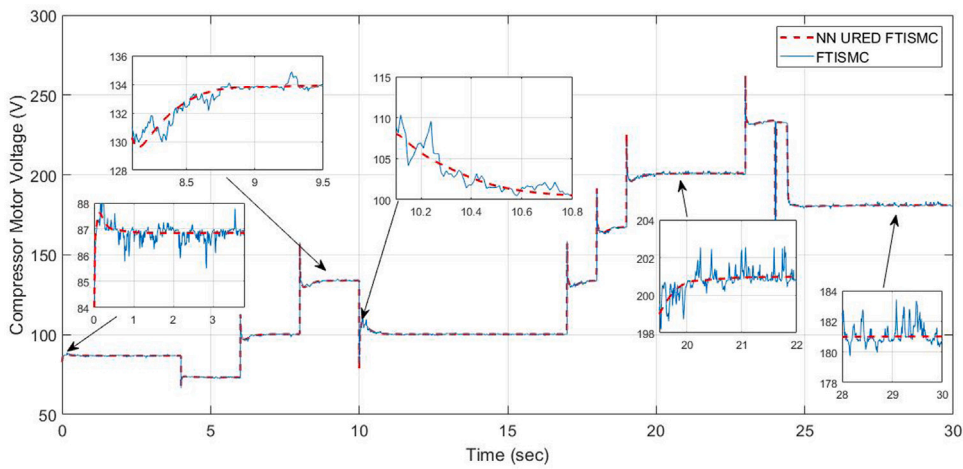 300
250
200
150
100
50
Compressor Motor Voltage (V)
0 5 10 15 20 25 30
Time (sec)
NN URED FTISMC
FTISMC
136
134
132
130
128
8.5 9 9.5
115
110
105
100
10.2 10.4 10.6 10.8
88
87
86
85
84
0 1 2 3
204
202
200
198
20 21 22
184
182
180
178
28 29 30